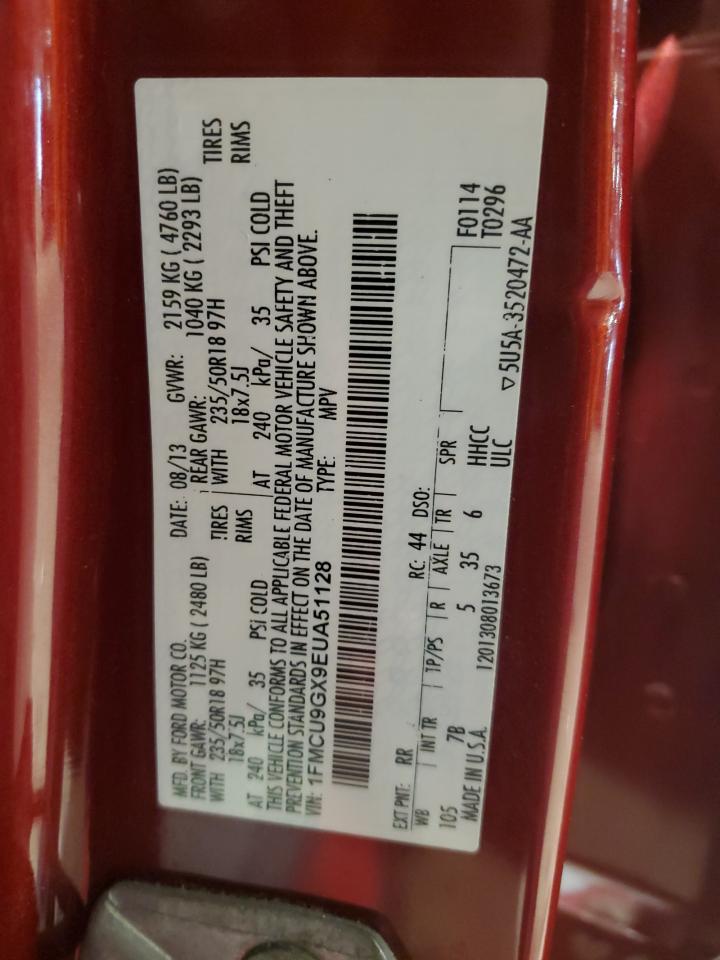 MFD. BY FORD MOTOR CO.
DATE: 08/13 GVWR: 2159 KG ( 4760 LB)
FRONT GAWR: 1125 KG ( 2480 LB) REAR GAWR: 1040 KG ( 2293 LB)
WITH 235/50R18 97H TIRES WITH 235/50R18 97H TIRES
18x7.5J RIMS 18x7.5J RIMS
AT 240 kPa/ 35 PSI COLD AT 240 kPa/ 35 PSI COLD
THIS VEHICLE CONFORMS TO ALL APPLICABLE FEDERAL MOTOR VEHICLE SAFETY AND THEFT
PREVENTION STANDARDS IN EFFECT ON THE DATE OF MANUFACTURE SHOWN ABOVE.
VIN: 1FMCU9GX9EUA51128 TYPE: MPV
EXT PNT: RR RC: 44 DSO:
WB INT TR TP/PS R AXLE TR SPR F0114
105 7B 5 35 6 HHCC T0296
MADE IN U.S.A. 1201308013673 ULC
▽5U5A-3520472-AA